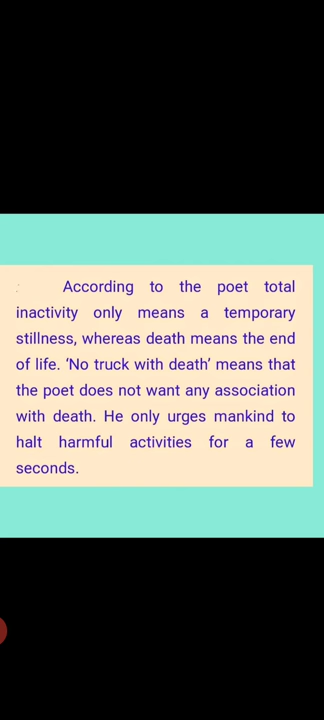 : According to the poet total
inactivity only means a temporary
stillness, whereas death means the end
of life. ‘No truck with death’ means that
the poet does not want any association
with death. He only urges mankind to
halt harmful activities for a few
seconds.